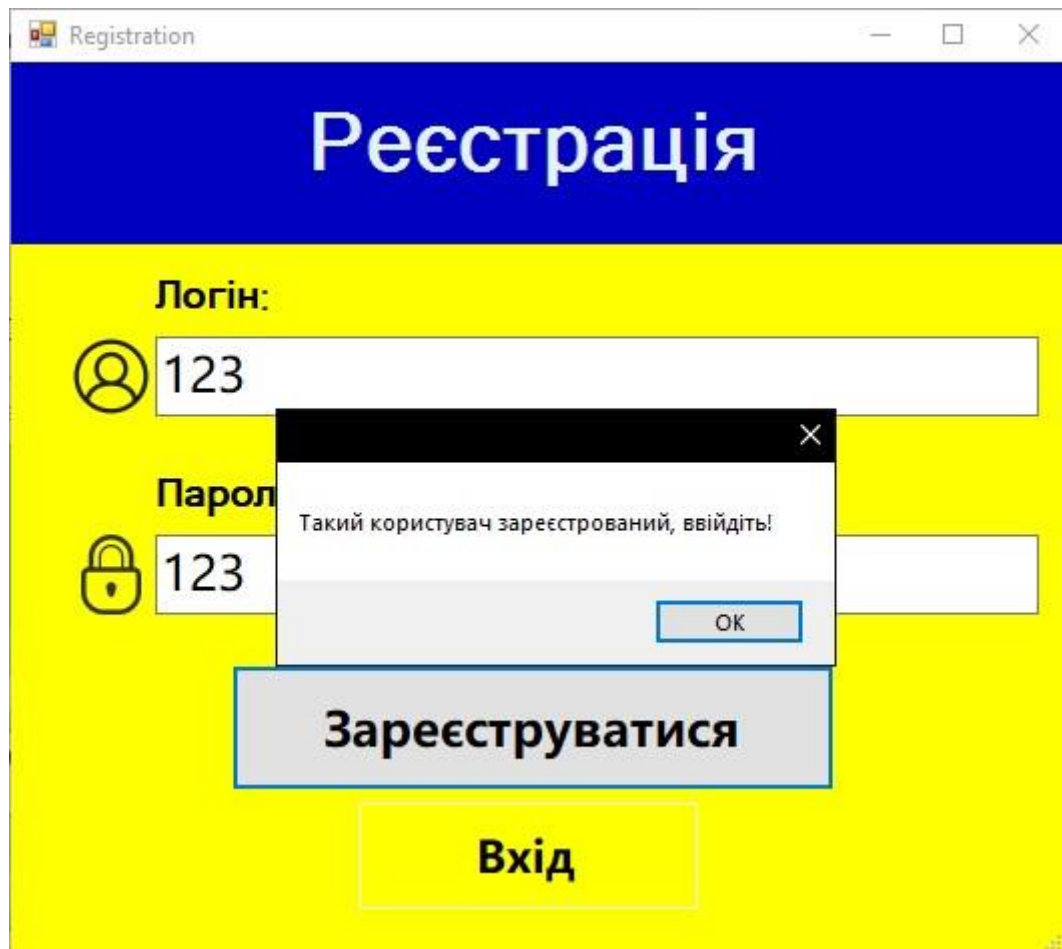 Registration
Реєстрація
Логін:
123
Парол
Такий користувач зареєстрований, ввійдіть!
123
OK
Зареєструватися
Вхід